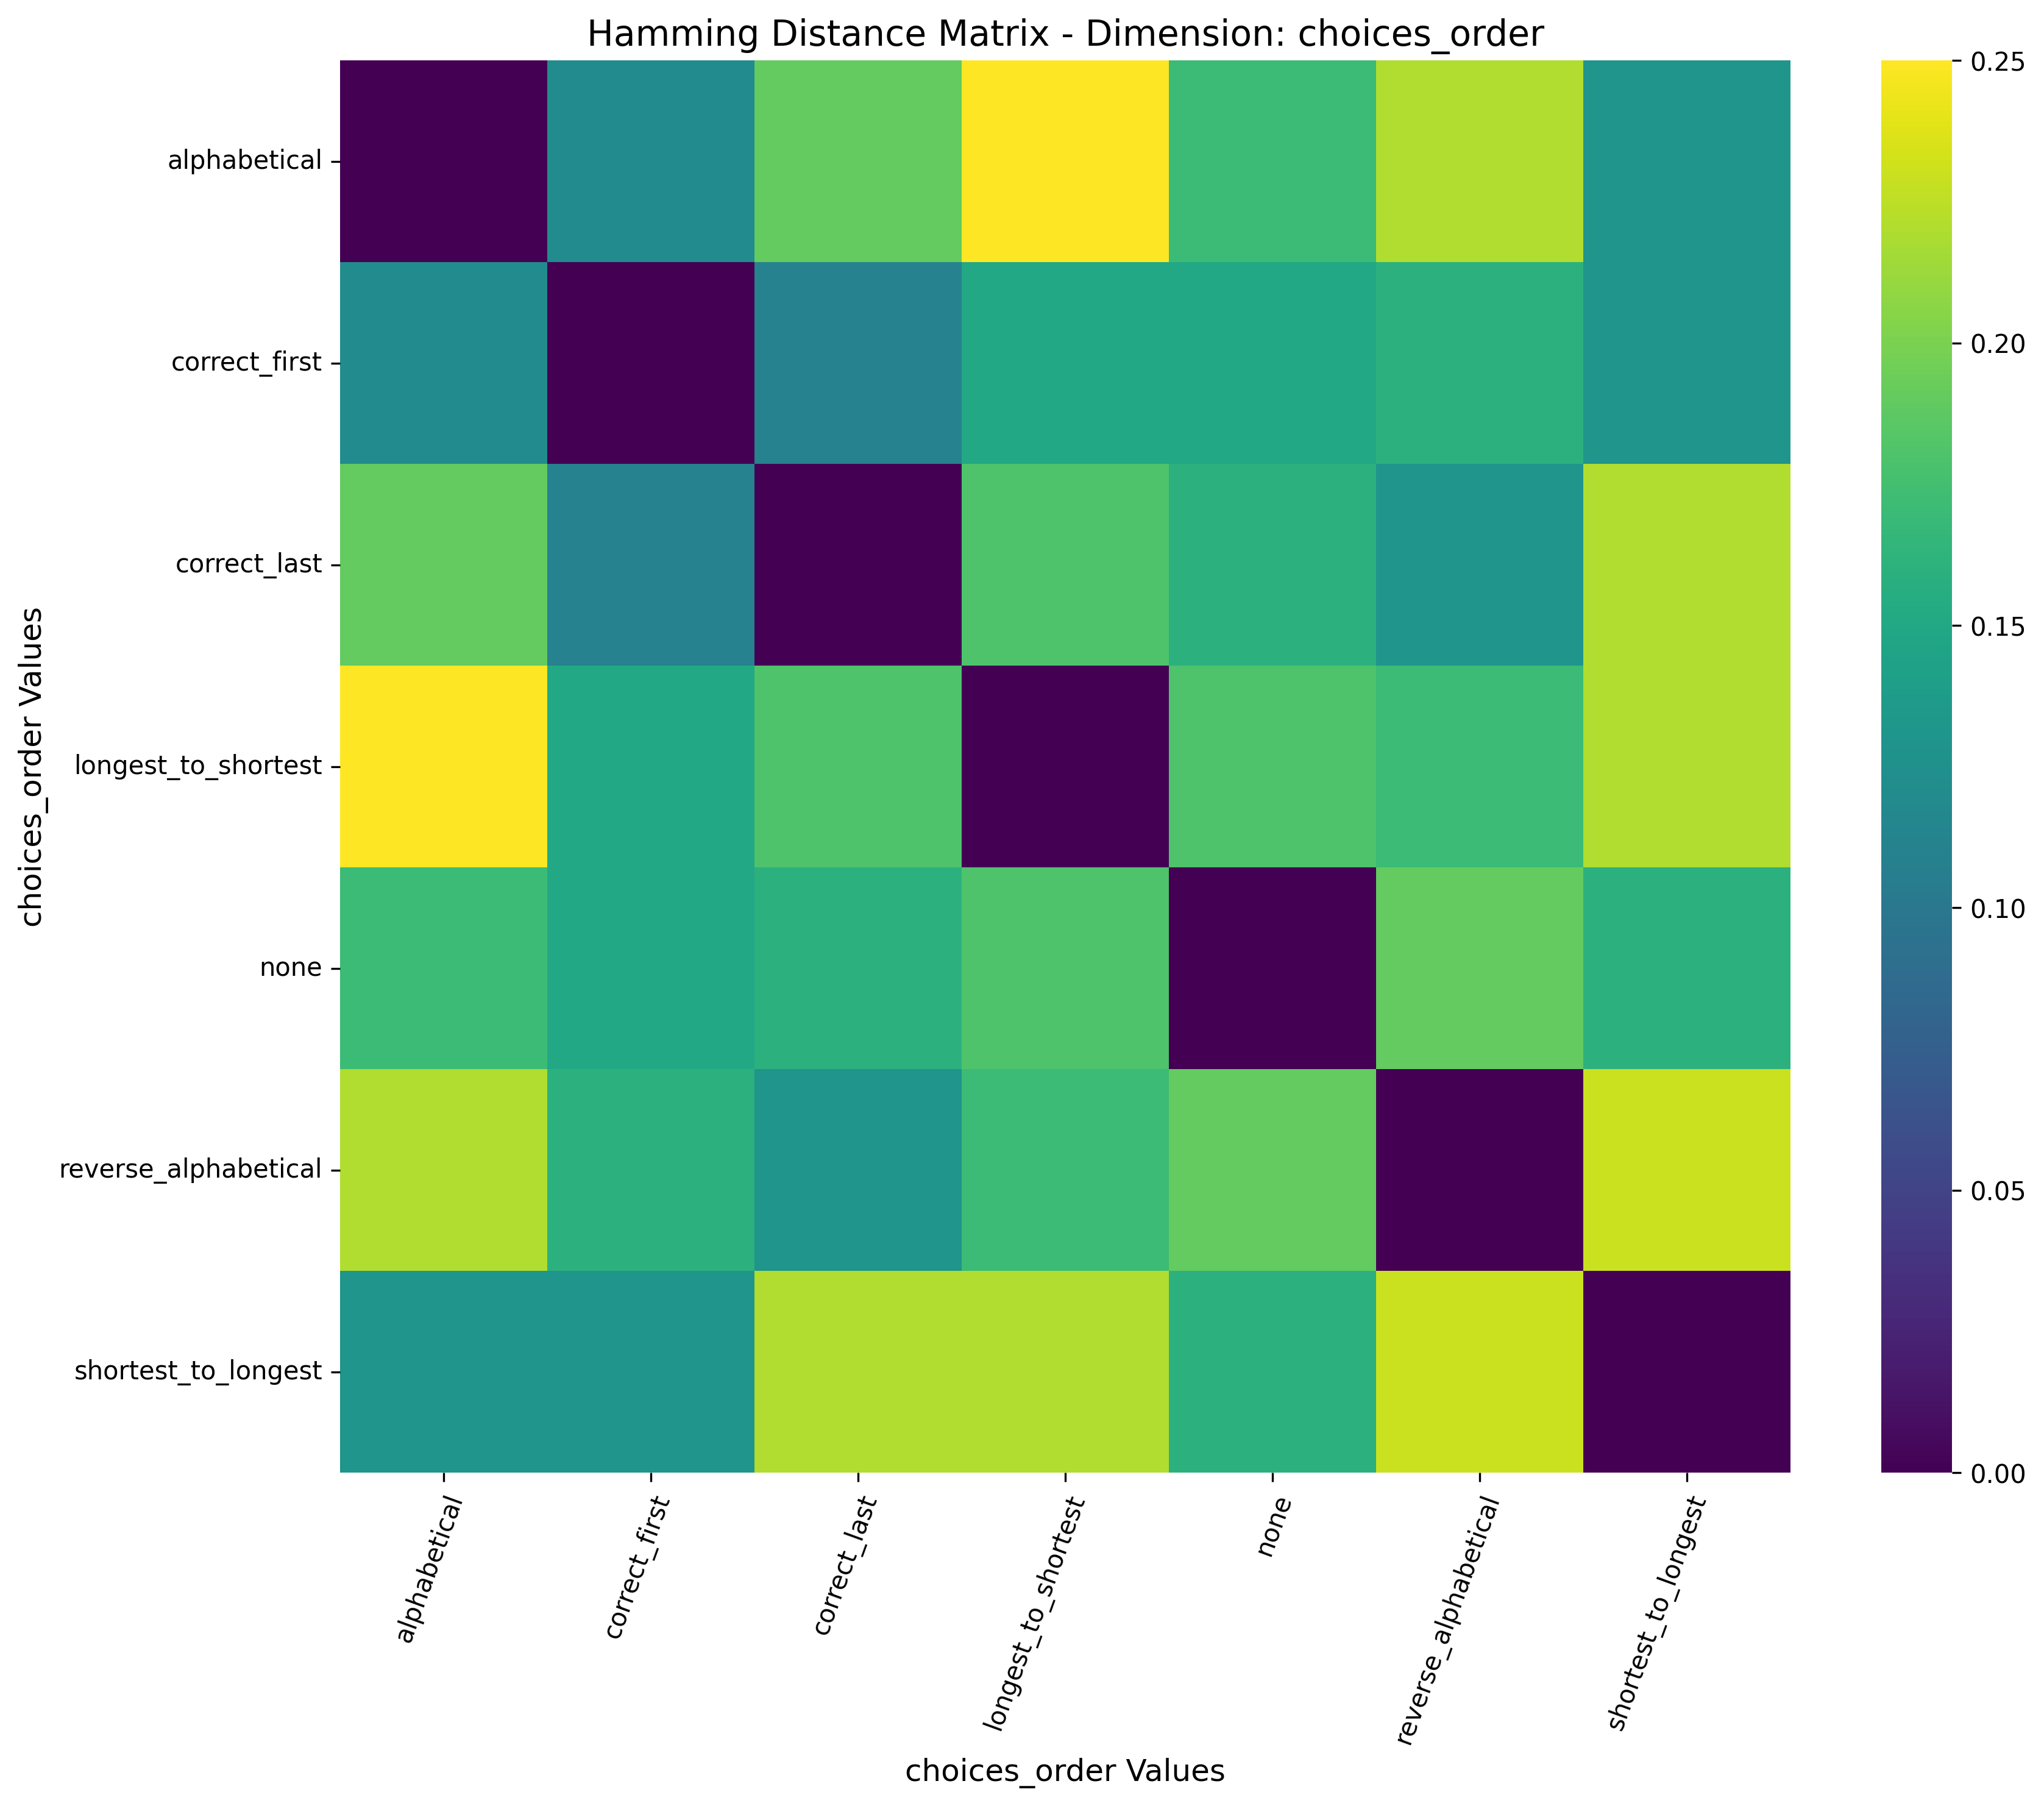 Hamming Distance Matrix - Dimension: choices_order
choices_order Values
alphabetical
correct_first
correct_last
longest_to_shortest
none
reverse_alphabetical
shortest_to_longest
alphabetical
correct_first
correct_last
longest_to_shortest
none
reverse_alphabetical
shortest_to_longest
choices_order Values
0.25
0.20
0.15
0.10
0.05
0.00